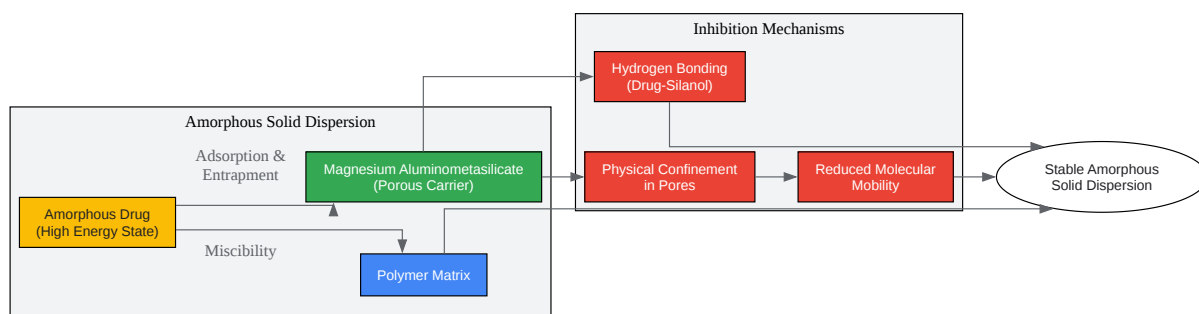 Inhibition Mechanisms
Hydrogen Bonding
(Drug-Silanol)
Amorphous Solid Dispersion
Adsorption &
Entrapment
Magnesium Aluminometasilicate
(Porous Carrier)
Physical Confinement
in Pores
Reduced Molecular
Mobility
Stable Amorphous
Solid Dispersion
Amorphous Drug
(High Energy State)
Miscibility
Polymer Matrix